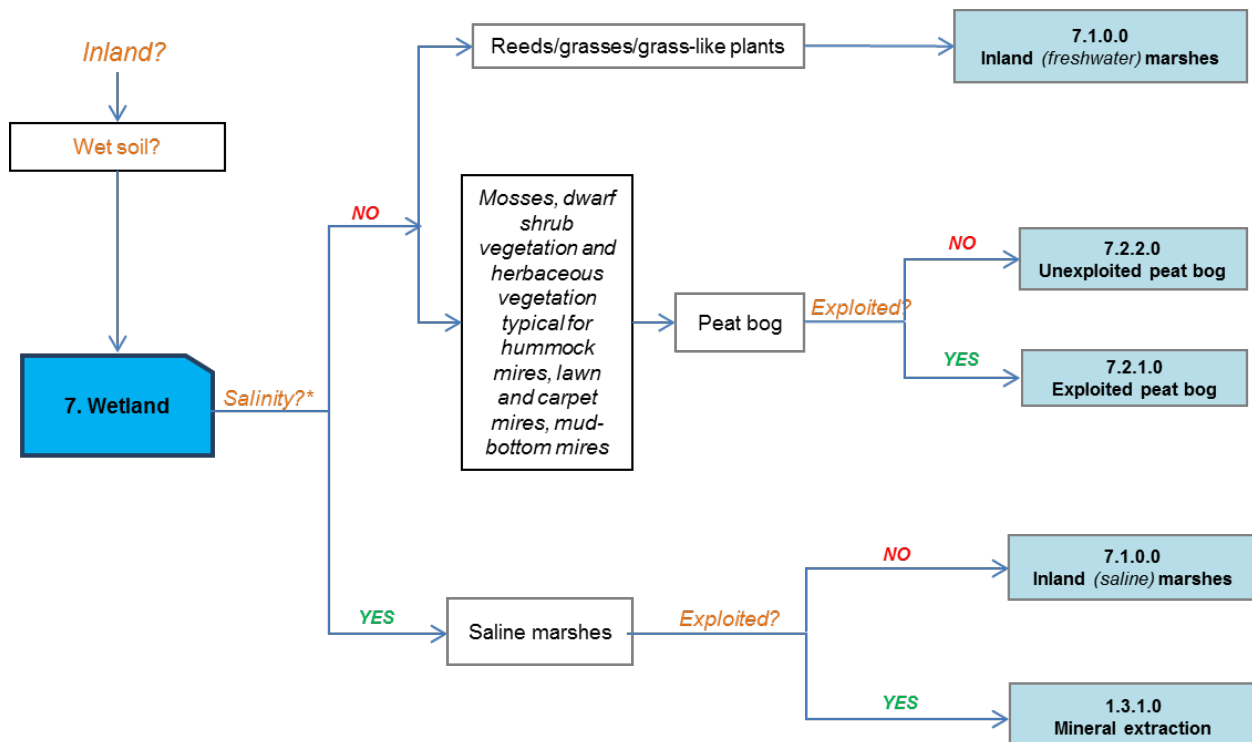 Inland?
Wet soil?
7. Wetland
Salinity?*
NO
Reeds/grasses/grass-like plants
7.1.0.0
Inland (freshwater) marshes
Mosses, dwarf
shrub
vegetation and
herbaceous
vegetation
typical for
hummock
mires, lawn
and carpet
mires, mud-
bottom mires
Peat bog
Exploited?
NO
7.2.2.0
Unexploited peat bog
YES
7.2.1.0
Exploited peat bog
YES
Saline marshes
Exploited?
NO
7.1.0.0
Inland (saline) marshes
YES
1.3.1.0
Mineral extraction